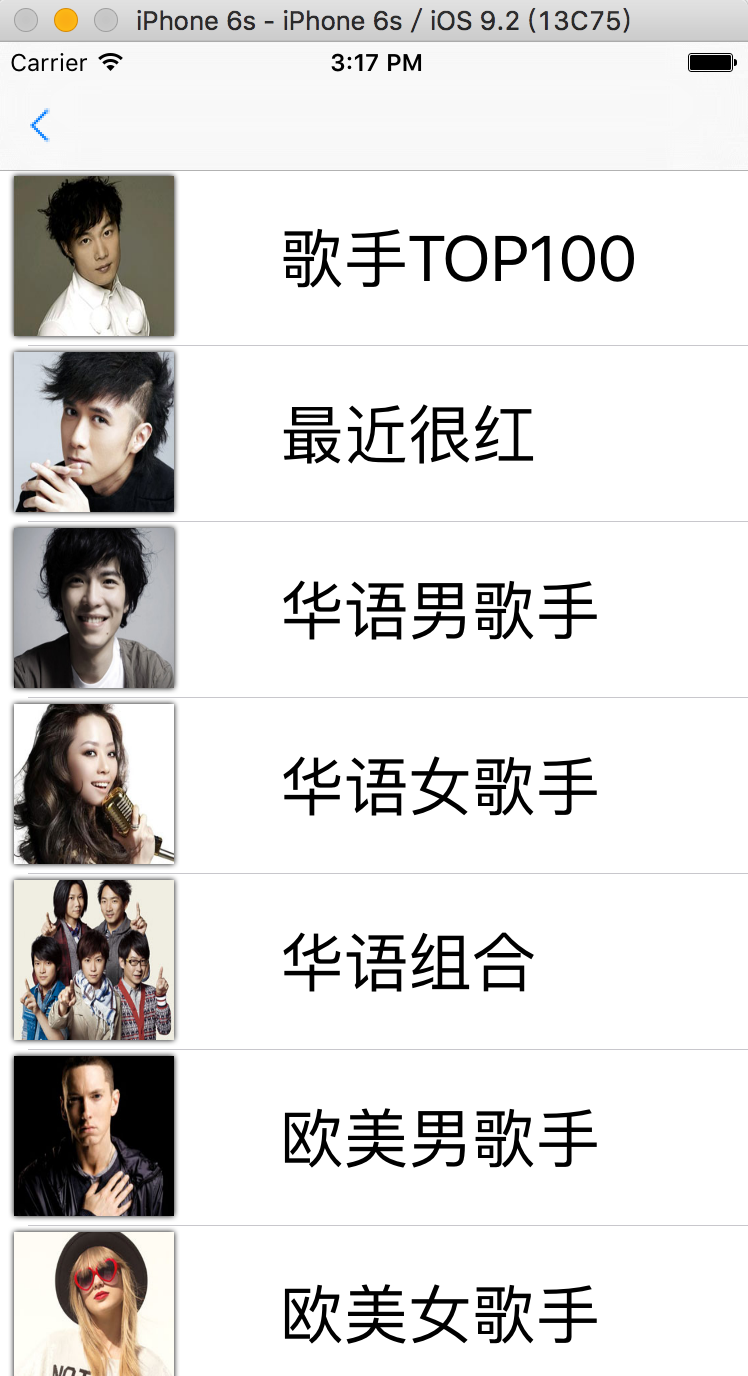 iPhone 6s - iPhone 6s / iOS 9.2 (13C75)
Carrier 3:17 PM
歌手TOP100
最近很红
华语男歌手
华语女歌手
华语组合
欧美男歌手
欧美女歌手